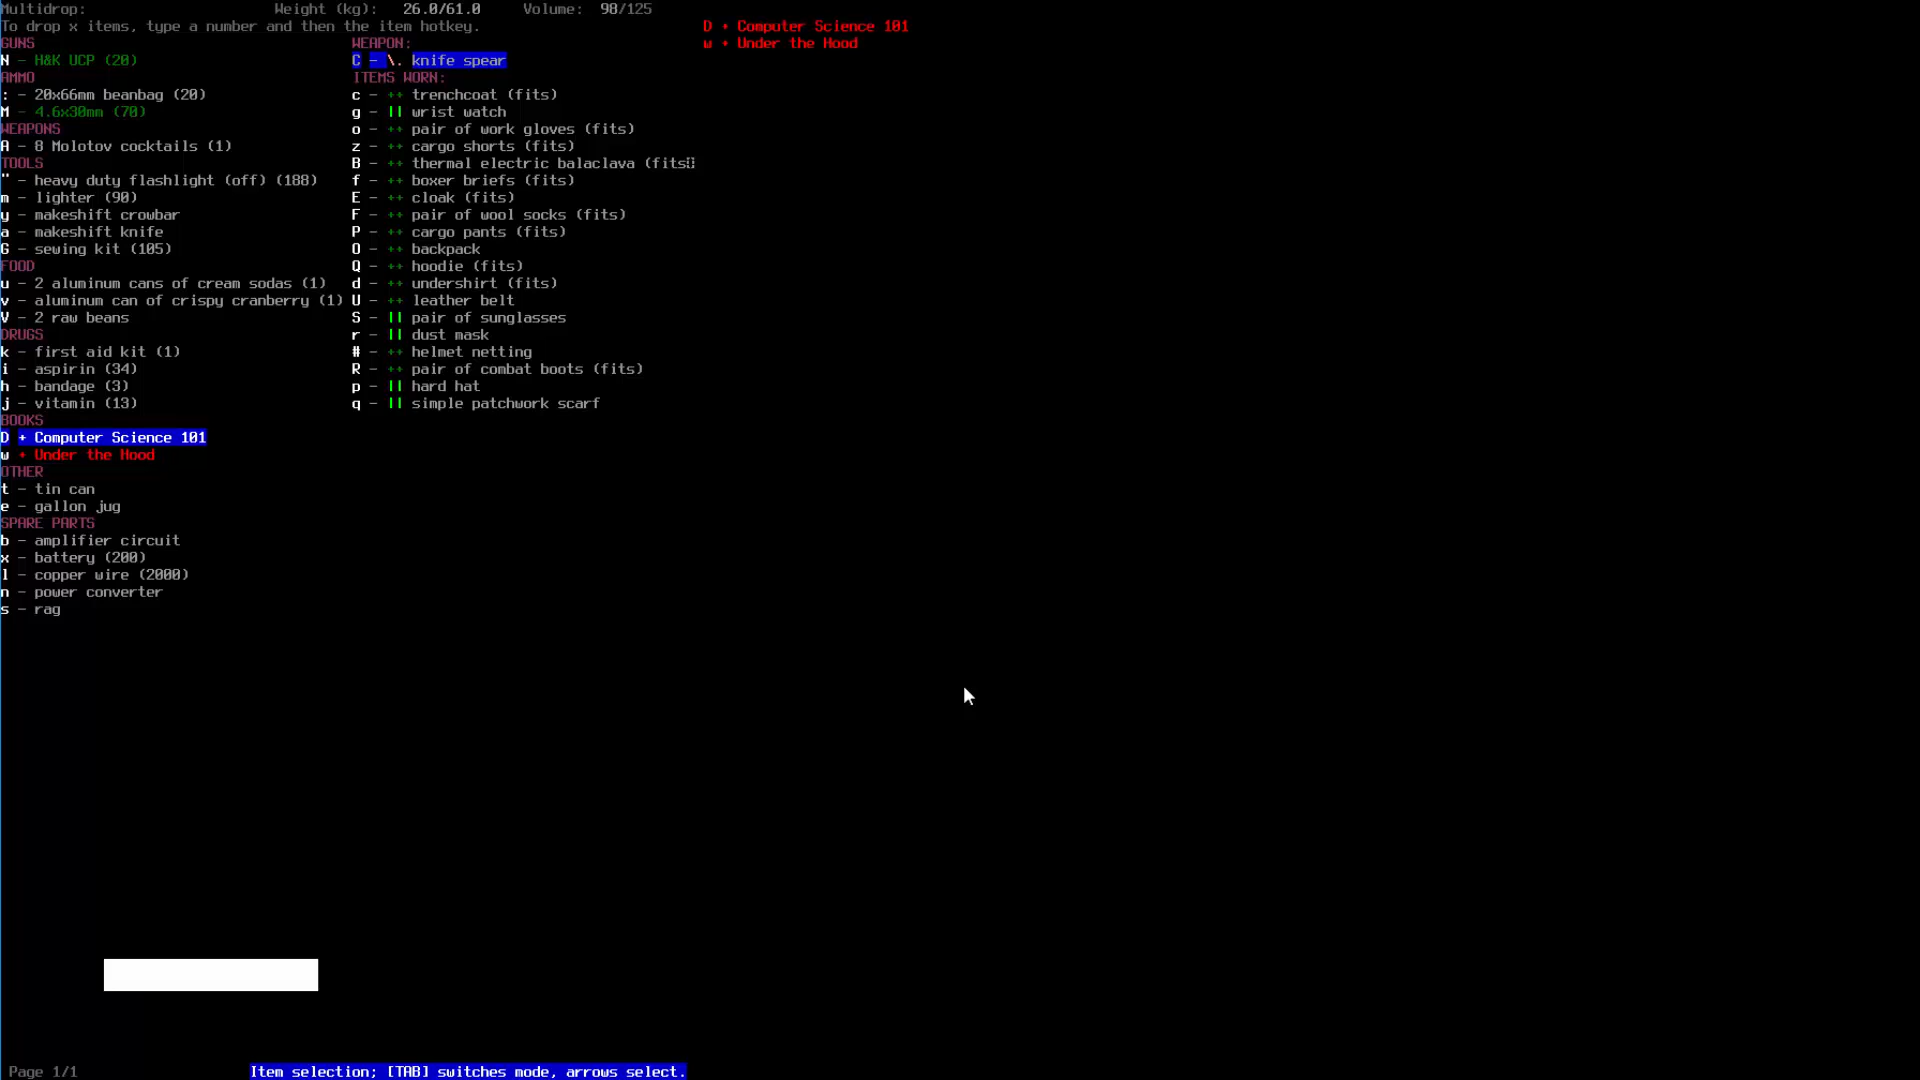 Multidrop: Weight (kg): 26.0/61.0 Volume: 98/125
To drop x items, type a number and then the item hotkey.
GUNS
N - H&K UCP (20)
AMMO
: - 20x66mm beanbag (20)
M - 4.6x30mm (70)
WEAPONS
A - 8 Molotov cocktails (1)
TOOLS
" - heavy duty flashlight (off) (188)
m - lighter (90)
y - makeshift crowbar
a - makeshift knife
G - sewing kit (105)
FOOD
u - 2 aluminum cans of cream sodas (1)
v - aluminum can of crispy cranberry (1)
V - 2 raw beans
DRUGS
k - first aid kit (1)
i - aspirin (34)
h - bandage (3)
j - vitamin (13)
BOOKS
D + Computer Science 101
w + Under the Hood
OTHER
t - tin can
e - gallon jug
SPARE PARTS
b - amplifier circuit
x - battery (200)
l - copper wire (2000)
n - power converter
s - rag
WEAPON:
C - \. knife spear
ITEMS WORN:
c - ++ trenchcoat (fits)
g - || wrist watch
o - ++ pair of work gloves (fits)
z - ++ cargo shorts (fits)
B - ++ thermal electric balaclava (fits
f - ++ boxer briefs (fits)
E - ++ cloak (fits)
F - ++ pair of wool socks (fits)
P - ++ cargo pants (fits)
O - ++ backpack
Q - ++ hoodie (fits)
d - ++ undershirt (fits)
U - ++ leather belt
S - || pair of sunglasses
r - || dust mask
# - ++ helmet netting
R - ++ pair of combat boots (fits)
p - || hard hat
q - || simple patchwork scarf
D + Computer Science 101
w + Under the Hood
Page 1/1 Item selection; [TAB] switches mode, arrows select.